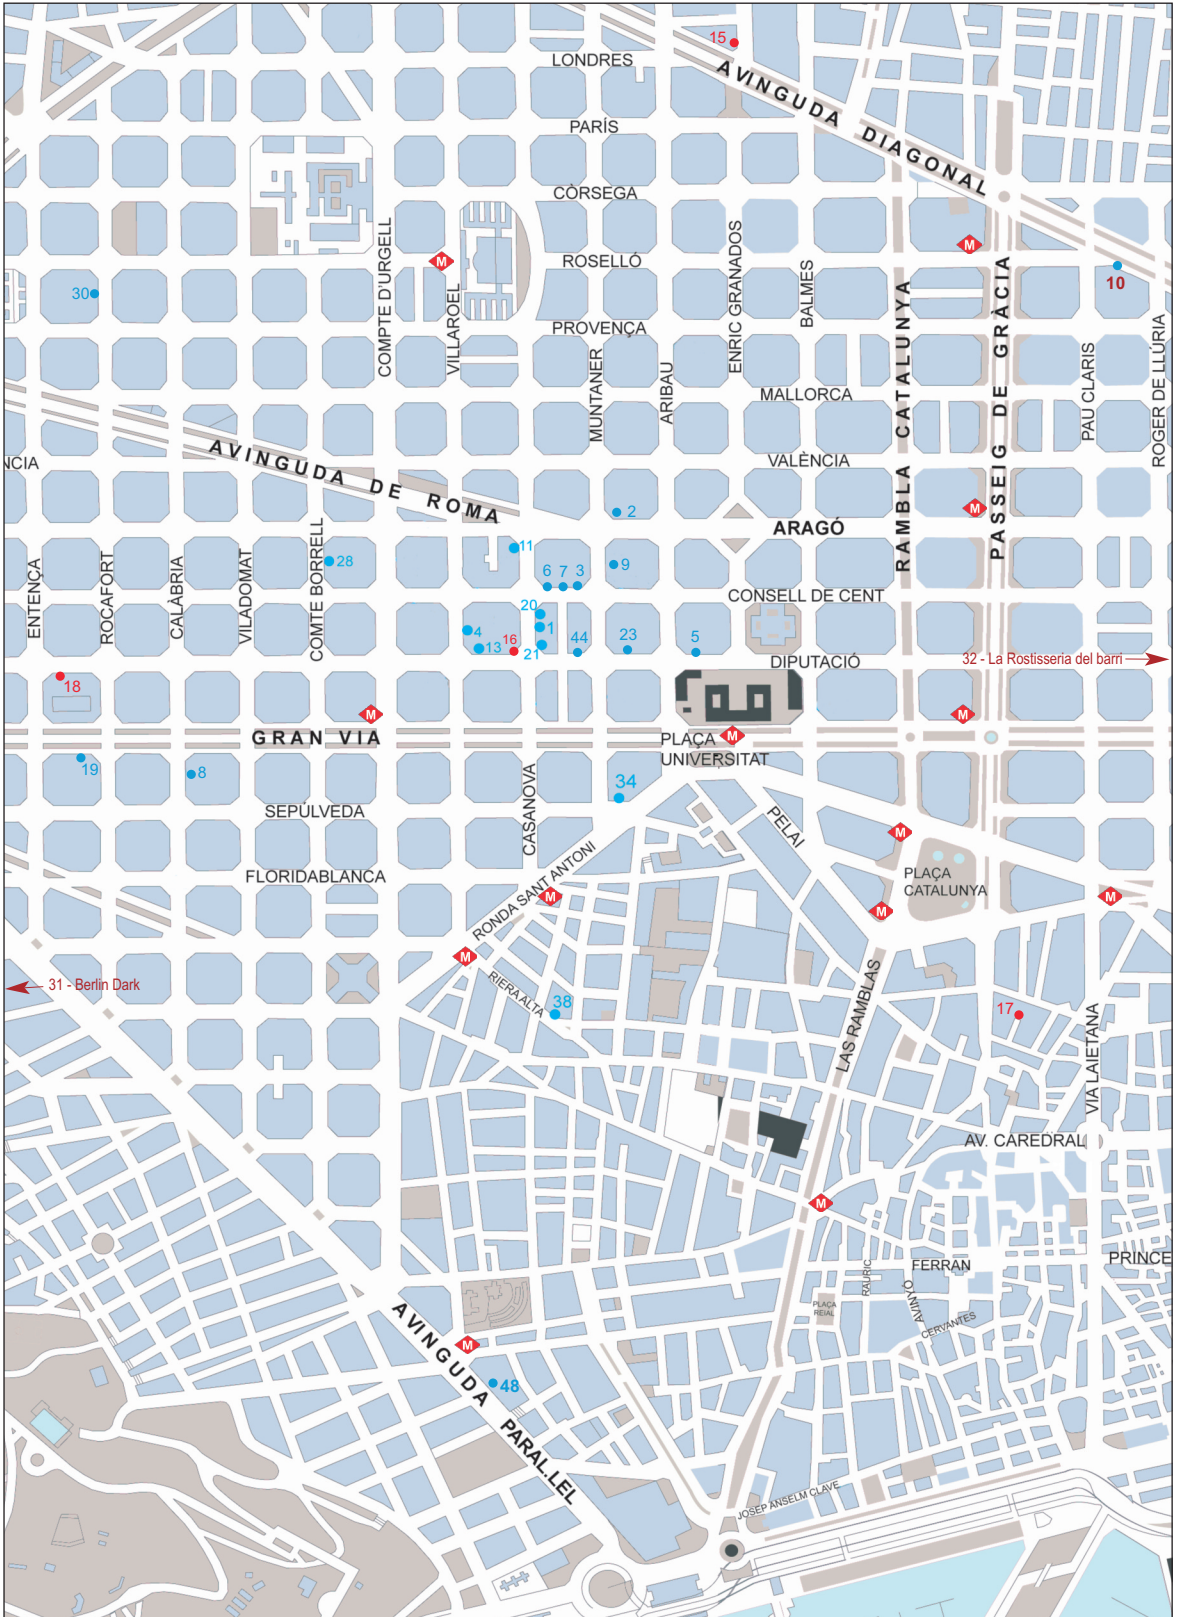 15
LONDRES
AVINGUDA DIAGONAL
PARÍS
CÒRSEGA
COMPTE D'URGELL
M
VILLAROEL
ROSELLÓ
ENRIC GRANADOS
BALMES
RAMBLA CATALUNYA
M
PASSEIG DE GRÀCIA
10
30
PROVENÇA
MUNTANER
ARIBAU
MALLORCA
PAU CLARIS
ROGER DE LLÚRIA
NCIA
AVINGUDA DE ROMA
VALÈNCIA
2
M
ARAGÓ
11
28
9
ENTENÇA
ROCAFORT
CALÀBRIA
VILADOMAT
COMTE BORRELL
6
7
3
CONSELL DE CENT
20
4
1
16
13
21
44
23
5
DIPUTACIÓ
32 - La Rostisseria del barri
18
M
M
GRAN VIA
PLAÇA
UNIVERSITAT
M
19
8
34
SEPÚLVEDA
CASANOVA
PELAI
M
FLORIDABLANCA
RONDA SANT ANTONI
M
PLAÇA
CATALUNYA
M
M
M
RIERA ALTA
31 - Berlin Dark
38
LAS RAMBLAS
17
VIA LAIETANA
AV. CAREDRAL
M
RAURIC
FERRAN
PRINCE
PLAÇA
REIAL
AVINYÓ
CERVANTES
AVINGUDA PARAL.LEL
M
48
JOSEP ANSELM CLAVE